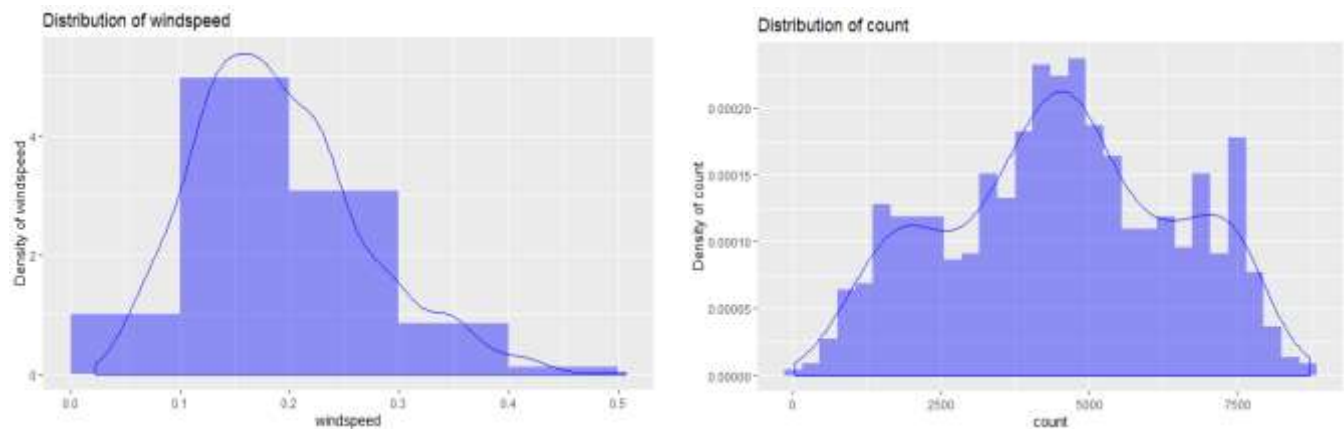 Distribution of windspeed
Density of windspeed
4
2
0
0.0 0.1 0.2 0.3 0.4 0.5
windspeed
Distribution of count
Density of count
0.00020
0.00015
0.00010
0.00005
0.00000
0 2500 5000 7500
count